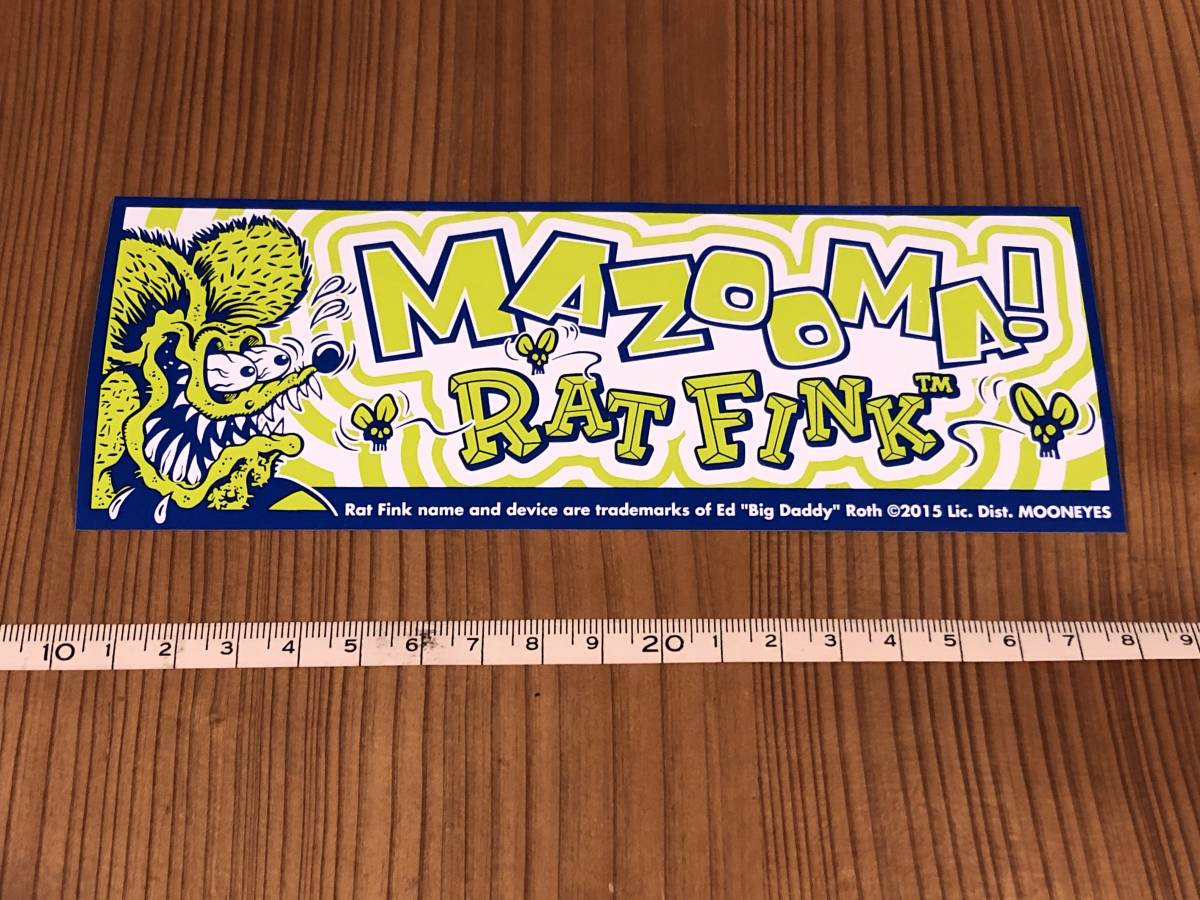 MAZOOMA!
RAT FINK™
Rat Fink name and device are trademarks of Ed "Big Daddy" Roth ©2015 Lic. Dist. MOONEYES
10 1 2 3 4 5 6 7 8 9 20 1 2 3 4 5 6 7 8 9